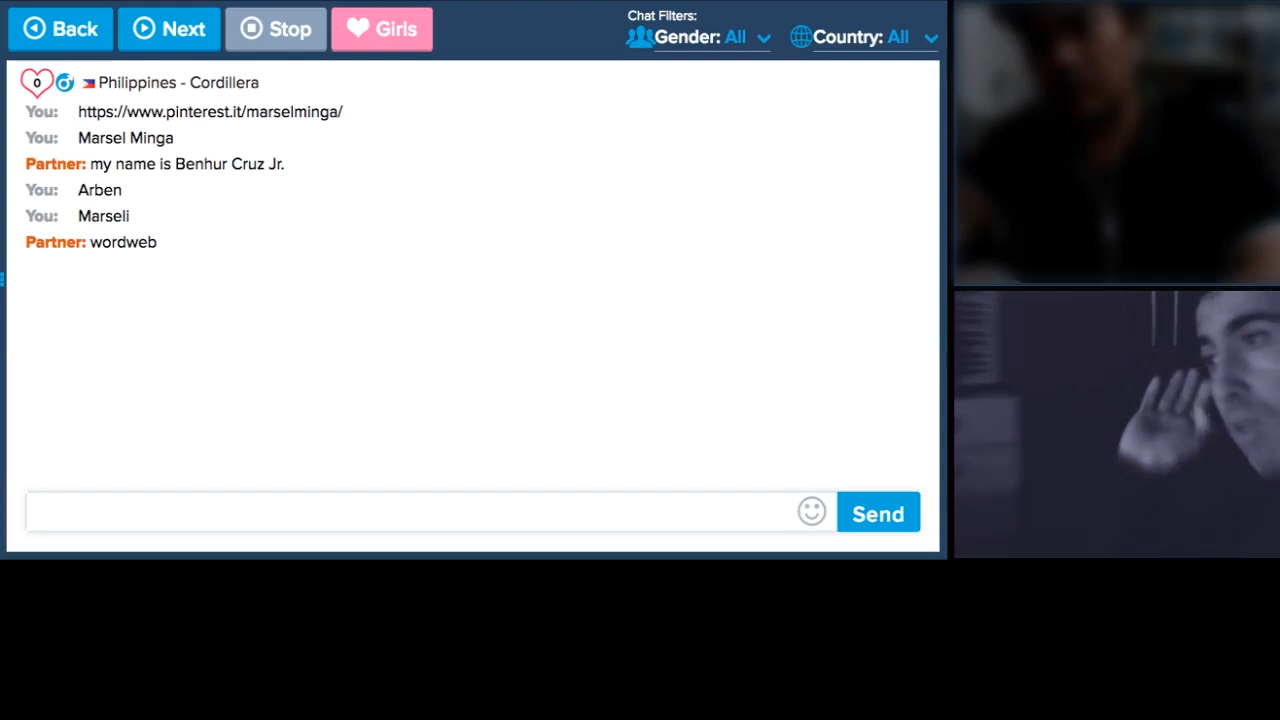 Back Next Stop Girls
Chat Filters:
Gender: All Country: All
0 Philippines - Cordillera
You: https://www.pinterest.it/marselminga/
You: Marsel Minga
Partner: my name is Benhur Cruz Jr.
You: Arben
You: Marseli
Partner: wordweb
Send